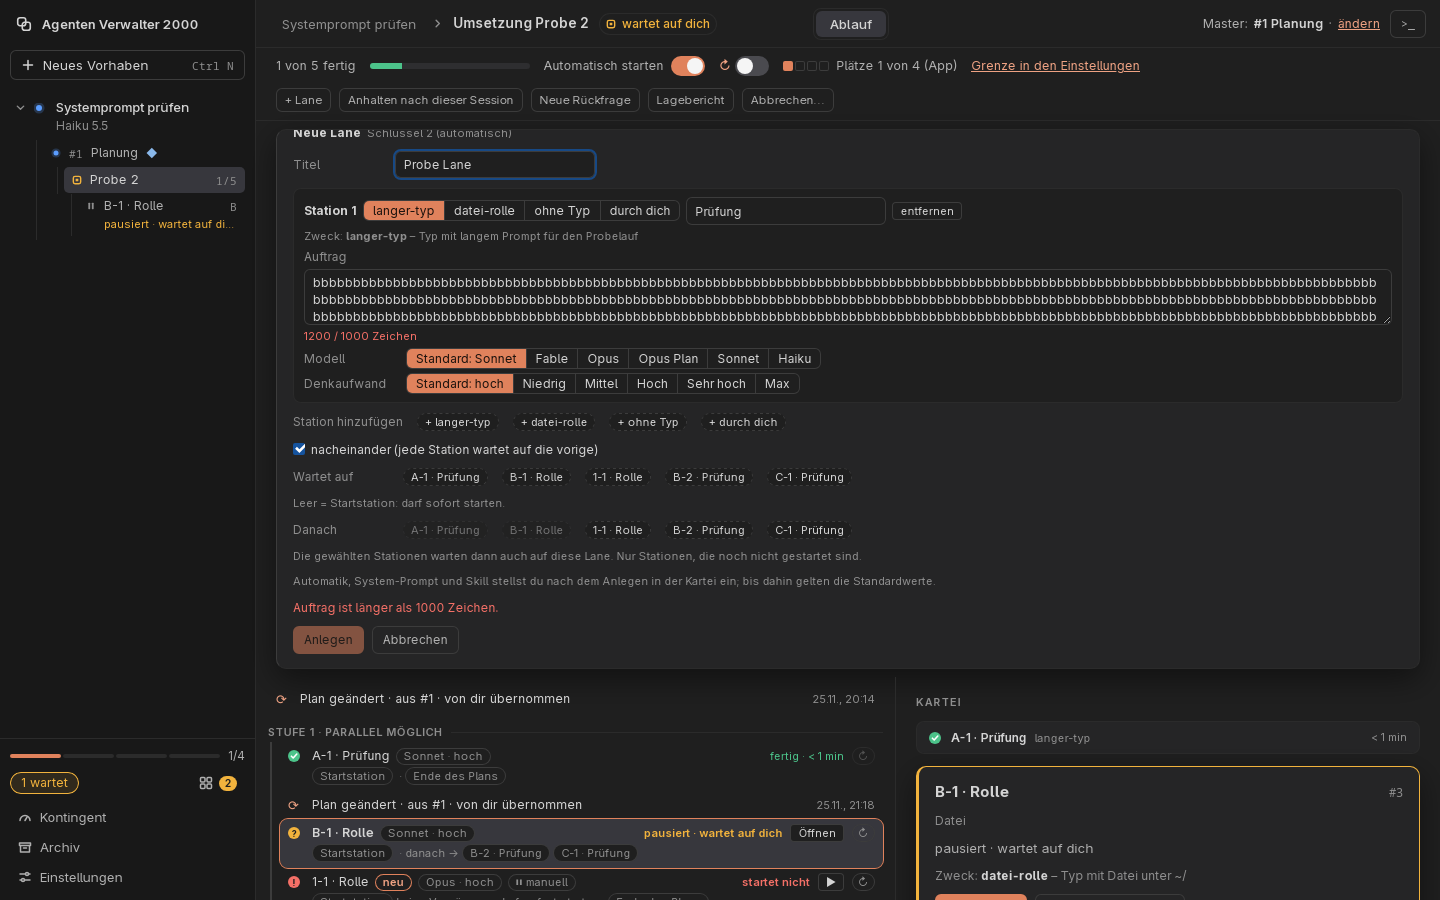 Agenten Verwalter 2000
Neues Vorhaben Ctrl N
Systemprompt prüfen
Haiku 5.5
#1 Planung
Probe 2 1/5
B-1 · Rolle B
pausiert · wartet auf di…
1/4
1 wartet 2
Kontingent
Archiv
Einstellungen
Systemprompt prüfen > Umsetzung Probe 2 wartet auf dich Ablauf Master: #1 Planung · ändern >_
1 von 5 fertig Automatisch starten Plätze 1 von 4 (App) Grenze in den Einstellungen
+ Lane Anhalten nach dieser Session Neue Rückfrage Lagebericht Abbrechen…
Neue Lane Schlüssel 2 (automatisch)
Titel Probe Lane
Station 1 langer-typ datei-rolle ohne Typ durch dich Prüfung entfernen
Zweck: langer-typ – Typ mit langem Prompt für den Probelauf
Auftrag
bbbbbbbbbbbbbbbbbbbbbbbbbbbbbbbbbbbbbbbbbbbbbbbbbbbbbbbbbbbbbbbbbbbbbbbbbbbbbbbbbbbbbbbbbbbbbbbbbbbbbbbbbbbbbbbbbbbbbbbbbbbbbbbbbbbbb
bbbbbbbbbbbbbbbbbbbbbbbbbbbbbbbbbbbbbbbbbbbbbbbbbbbbbbbbbbbbbbbbbbbbbbbbbbbbbbbbbbbbbbbbbbbbbbbbbbbbbbbbbbbbbbbbbbbbbbbbbbbbbbbbbbbbb
bbbbbbbbbbbbbbbbbbbbbbbbbbbbbbbbbbbbbbbbbbbbbbbbbbbbbbbbbbbbbbbbbbbbbbbbbbbbbbbbbbbbbbbbbbbbbbbbbbbbbbbbbbbbbbbbbbbbbbbbbbbbbbbbbbbbb
1200 / 1000 Zeichen
Modell Standard: Sonnet Fable Opus Opus Plan Sonnet Haiku
Denkaufwand Standard: hoch Niedrig Mittel Hoch Sehr hoch Max
Station hinzufügen + langer-typ + datei-rolle + ohne Typ + durch dich
nacheinander (jede Station wartet auf die vorige)
Wartet auf A-1 · Prüfung B-1 · Rolle 1-1 · Rolle B-2 · Prüfung C-1 · Prüfung
Leer = Startstation: darf sofort starten.
Danach A-1 · Prüfung B-1 · Rolle 1-1 · Rolle B-2 · Prüfung C-1 · Prüfung
Die gewählten Stationen warten dann auch auf diese Lane. Nur Stationen, die noch nicht gestartet sind.
Automatik, System-Prompt und Skill stellst du nach dem Anlegen in der Kartei ein; bis dahin gelten die Standardwerte.
Auftrag ist länger als 1000 Zeichen.
Anlegen Abbrechen
Plan geändert · aus #1 · von dir übernommen 25.11., 20:14
STUFE 1 · PARALLEL MÖGLICH
A-1 · Prüfung Sonnet · hoch fertig · < 1 min
Startstation · Ende des Plans
Plan geändert · aus #1 · von dir übernommen 25.11., 21:18
B-1 · Rolle Sonnet · hoch pausiert · wartet auf dich Öffnen
Startstation · danach → B-2 · Prüfung C-1 · Prüfung
1-1 · Rolle neu Opus · hoch manuell startet nicht
KARTEI
A-1 · Prüfung langer-typ < 1 min
B-1 · Rolle #3
Datei
pausiert · wartet auf dich
Zweck: datei-rolle – Typ mit Datei unter ~/